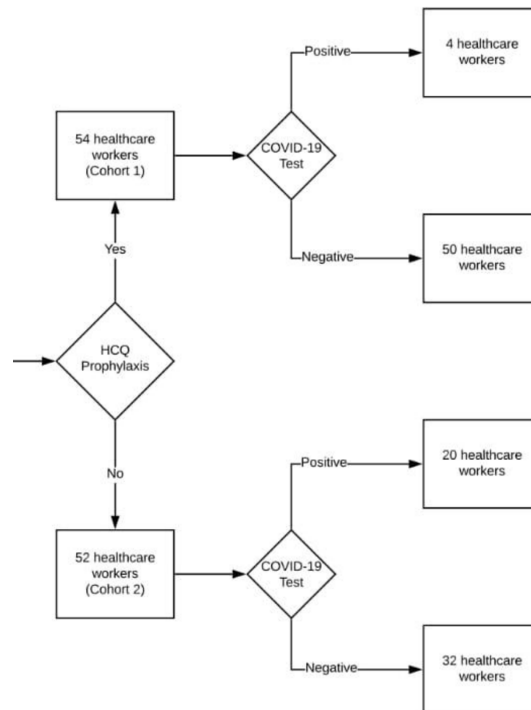 Positive
4 healthcare
workers
54 healthcare
workers
(Cohort 1)
COVID-19
Test
Negative
50 healthcare
workers
Yes
HCQ
Prophylaxis
No
Positive
20 healthcare
workers
52 healthcare
workers
(Cohort 2)
COVID-19
Test
Negative
32 healthcare
workers